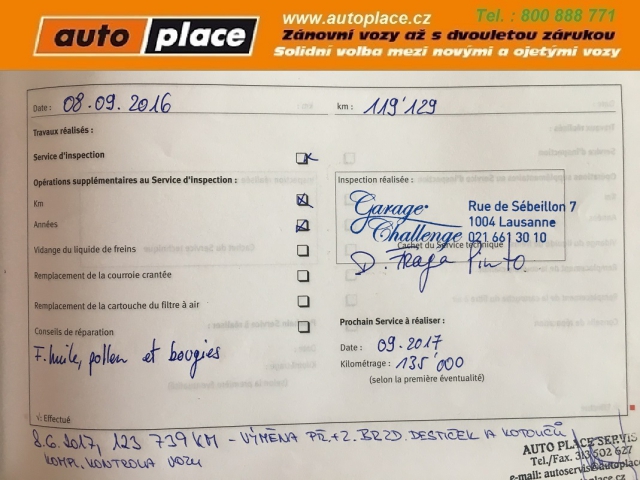 auto place
www.autoplace.cz
Tel. : 800 888 771
Zánovní vozy až s dvouletou zárukou
Solidní volba mezi novými a ojetými vozy
Date : 08.09.2016
km : 119'129
Travaux réalisés :
Service d'inspection
Opérations supplémentaires au Service d'Inspection :
Km
Années
Vidange du liquide de freins
Remplacement de la courroie crantée
Remplacement de la cartouche du filtre à air
Conseils de réparation
F. huile, pollen et bougies
√: Effectué
Inspection réalisée :
Garage Challenge
Rue de Sébeillon 7
1004 Lausanne
021 661 30 10
Cachet du Service technique
D. Fraga Pinto
Prochain Service à réaliser :
Date : 09.2017
Kilométrage : 135'000
(selon la première éventualité)
8.6.2017, 123 739 KM - VÝMĚNA PŘ.+Z. BRZD. DESTIČEK A KOTOUČŮ
KOMPL. KONTROLA VOZU
AUTO PLACE SERVIS
Tel./Fax. 313 502 627
e-mail: autoservis@autoplace